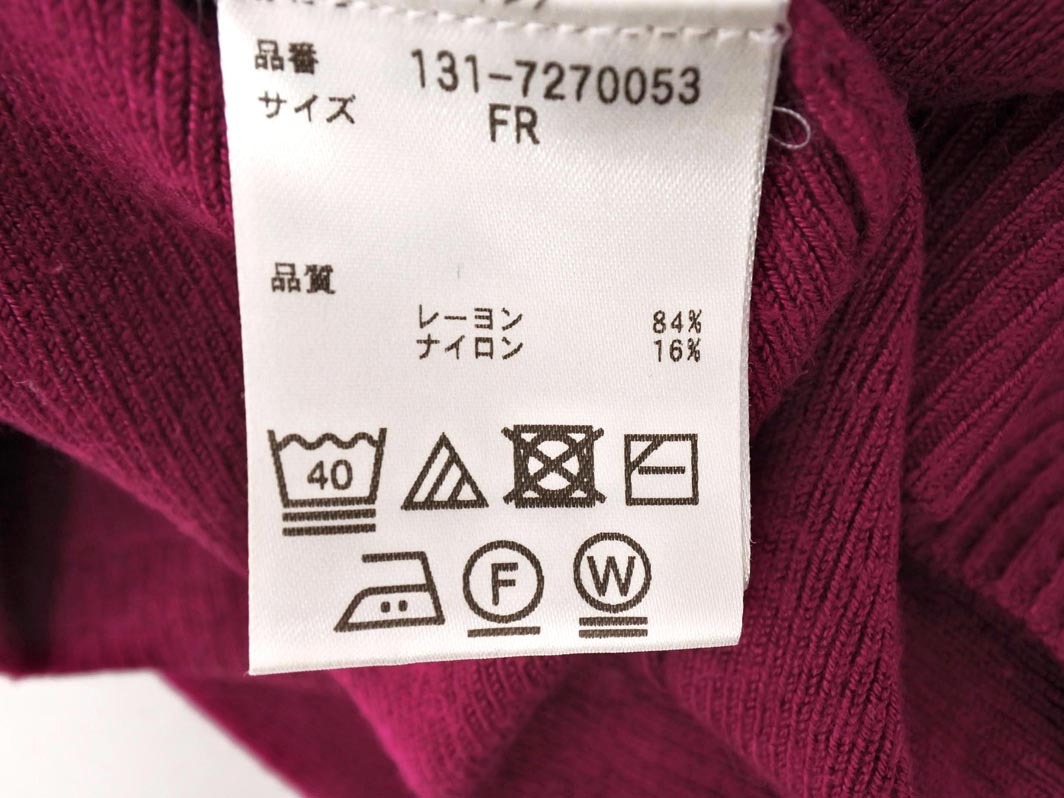 品番 131-7270053
サイズ FR
品質
レーヨン 84%
ナイロン 16%
40
F W